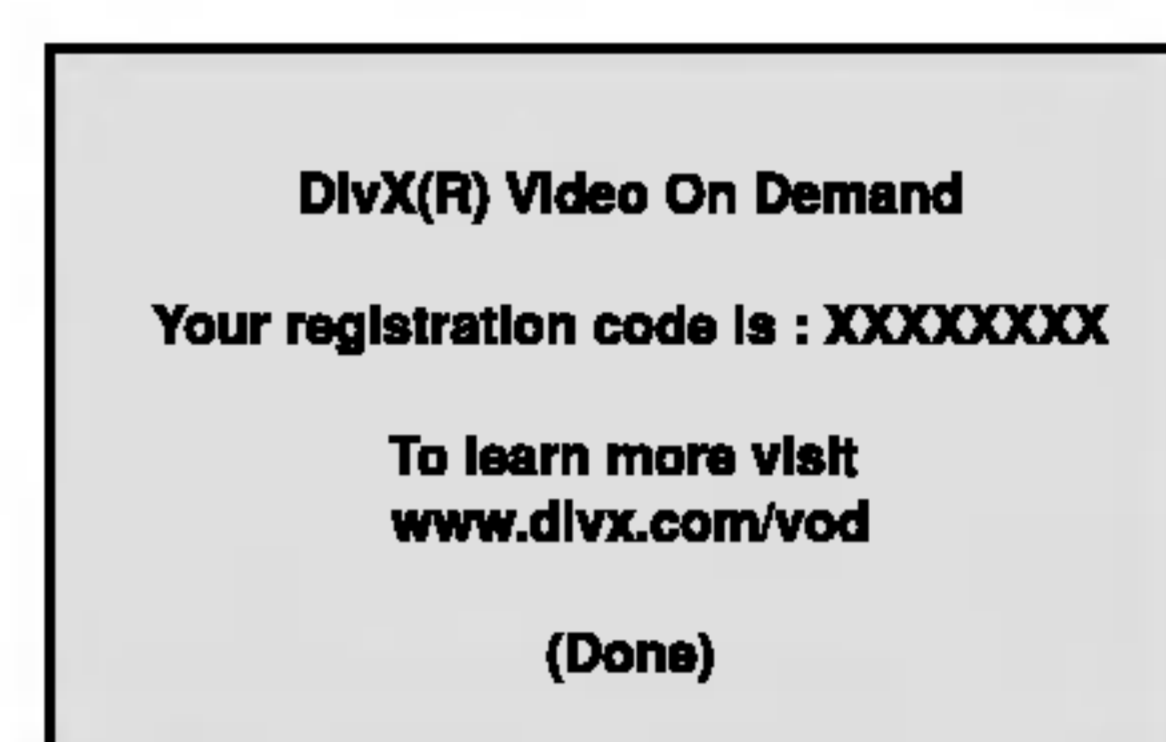 DivX(R) Video On Demand
Your registration code is : XXXXXXXX
To learn more visit
www.divx.com/vod
(Done)